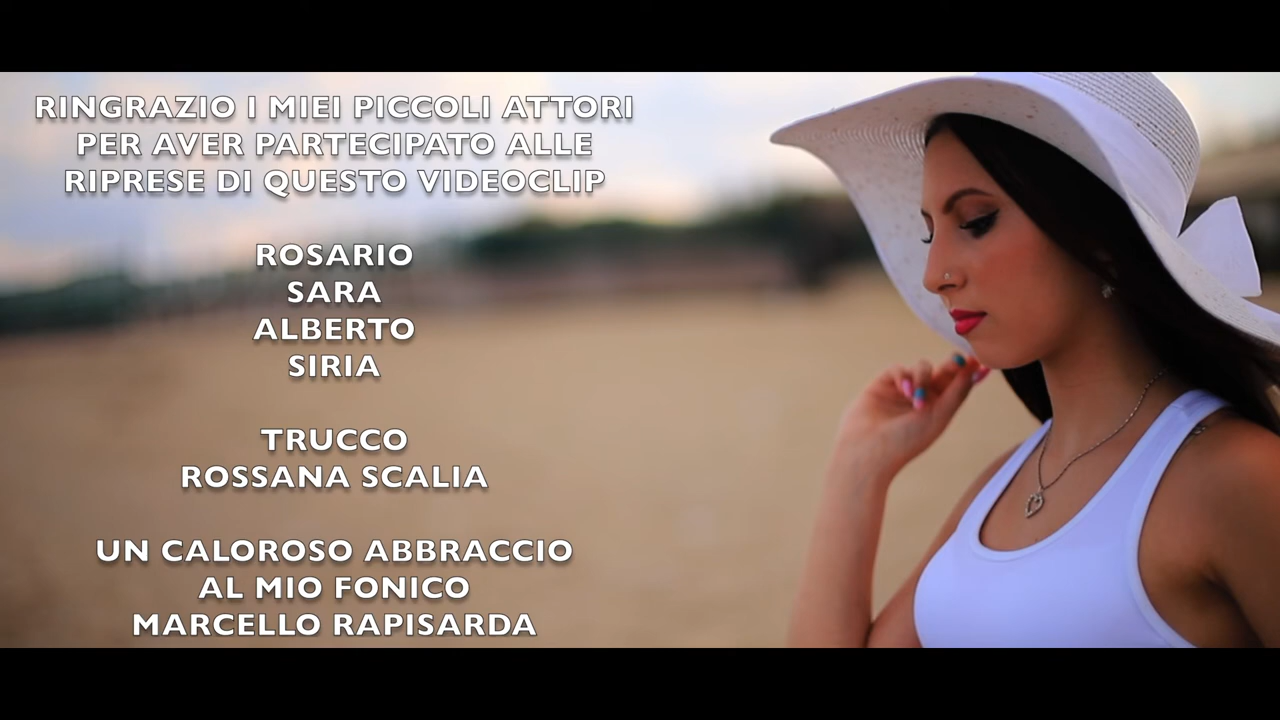 RINGRAZIO I MIEI PICCOLI ATTORI
PER AVER PARTECIPATO ALLE
RIPRESE DI QUESTO VIDEOCLIP
ROSARIO
SARA
ALBERTO
SIRIA
TRUCCO
ROSSANA SCALIA
UN CALOROSO ABBRACCIO
AL MIO FONICO
MARCELLO RAPISARDA